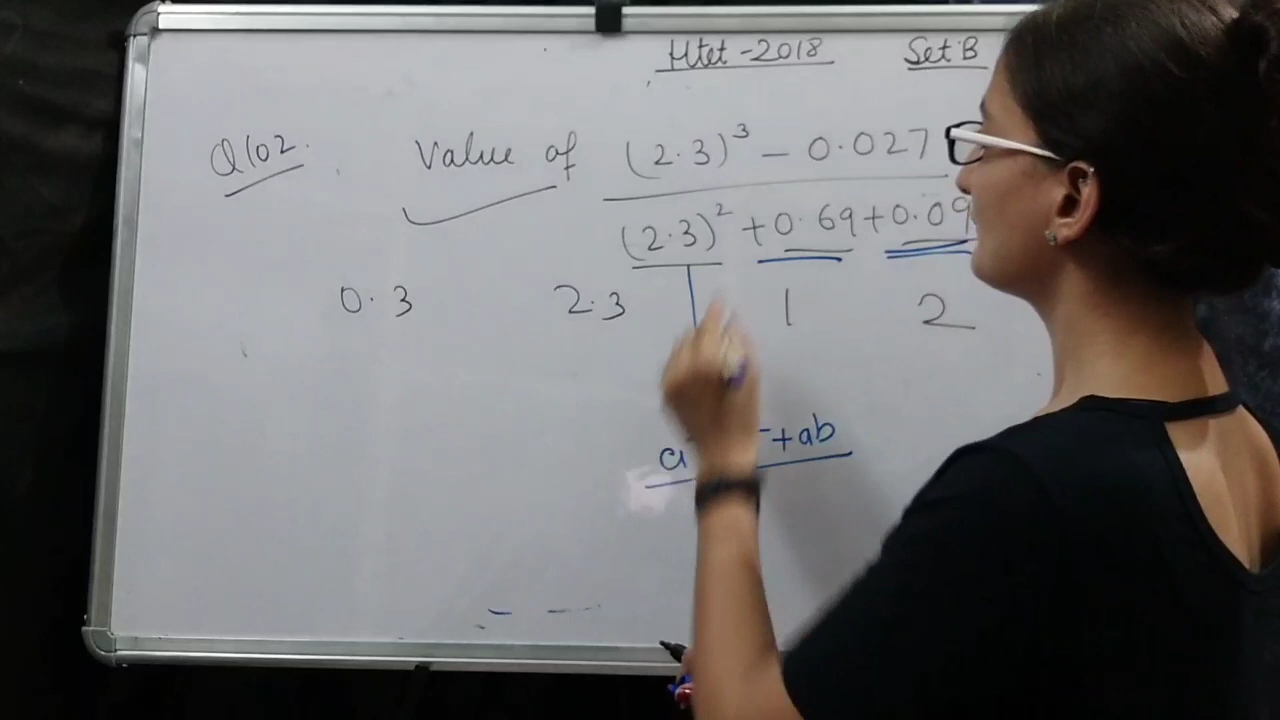 Htet - 2018 Set B
Q102. Value of (2.3)³ - 0.027
(2.3)² + 0.69 + 0.09
0.3 2.3 1 2
a + ab